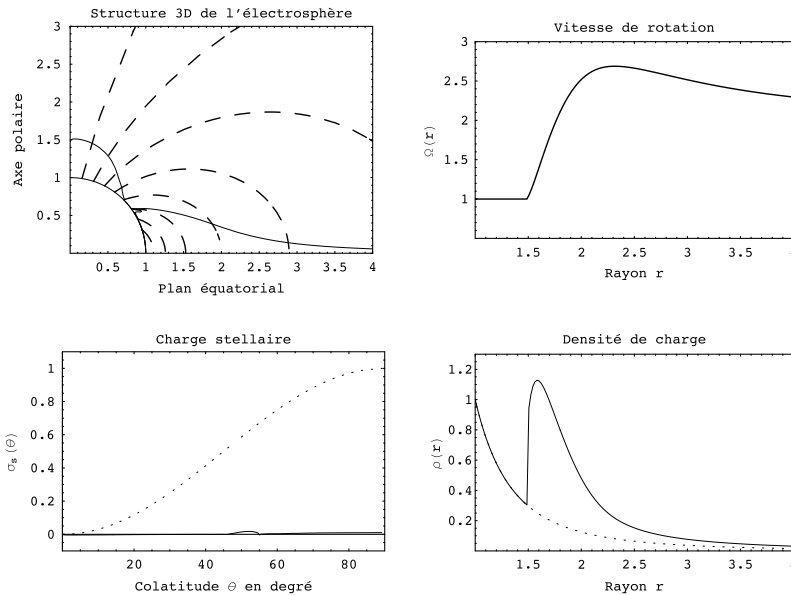 Structure 3D de l'électrosphère
3
2.5
2
1.5
1
0.5
Axe polaire
0.5 1 1.5 2 2.5 3 3.5 4
Plan équatorial
Vitesse de rotation
3
2.5
2
1.5
1
Ω(r)
1.5 2 2.5 3 3.5 4
Rayon r
Charge stellaire
1
0.8
0.6
0.4
0.2
0
σs(θ)
0 20 40 60 80
Colatitude θ en degré
Densité de charge
1.2
1
0.8
0.6
0.4
0.2
ρ(r)
1.5 2 2.5 3 3.5 4
Rayon r